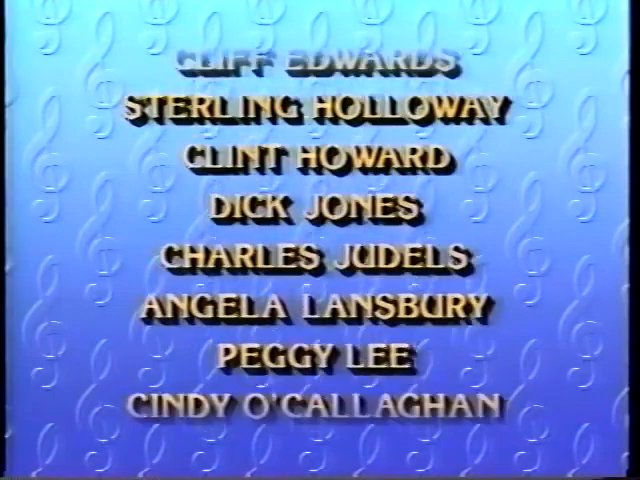 CLIFF EDWARDS
STERLING HOLLOWAY
CLINT HOWARD
DICK JONES
CHARLES JUDELS
ANGELA LANSBURY
PEGGY LEE
CINDY O'CALLAGHAN